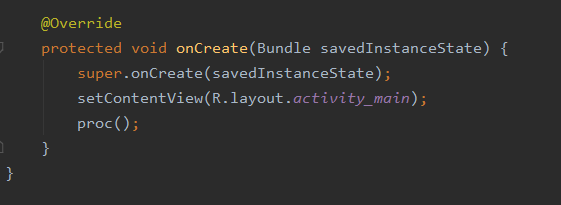 @Override
protected void onCreate(Bundle savedInstanceState) {
super.onCreate(savedInstanceState);
setContentView(R.layout.activity_main);
proc();
}
}